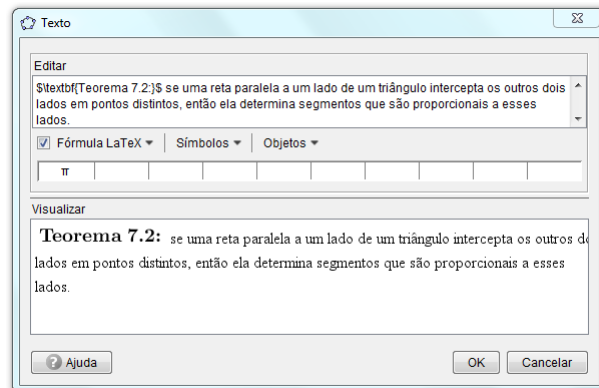 Texto
Editar
$\textbf{Teorema 7.2:}$ se uma reta paralela a um lado de um triângulo intercepta os outros dois
lados em pontos distintos, então ela determina segmentos que são proporcionais a esses
lados.
Fórmula LaTeX Símbolos Objetos
π
Visualizar
Teorema 7.2: se uma reta paralela a um lado de um triângulo intercepta os outros do
lados em pontos distintos, então ela determina segmentos que são proporcionais a esses
lados.
Ajuda OK Cancelar